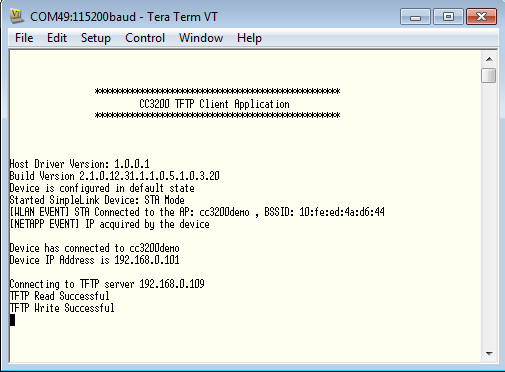 COM49:115200baud - Tera Term VT
File Edit Setup Control Window Help
*************************************************
CC3200 TFTP Client Application
*************************************************
Host Driver Version: 1.0.0.1
Build Version 2.1.0.12.31.1.1.0.5.1.0.3.20
Device is configured in default state
Started SimpleLink Device: STA Mode
[WLAN EVENT] STA Connected to the AP: cc3200demo , BSSID: 10:fe:ed:4a:d6:44
[NETAPP EVENT] IP acquired by the device
Device has connected to cc3200demo
Device IP Address is 192.168.0.101
Connecting to TFTP server 192.168.0.109
TFTP Read Successful
TFTP Write Successful